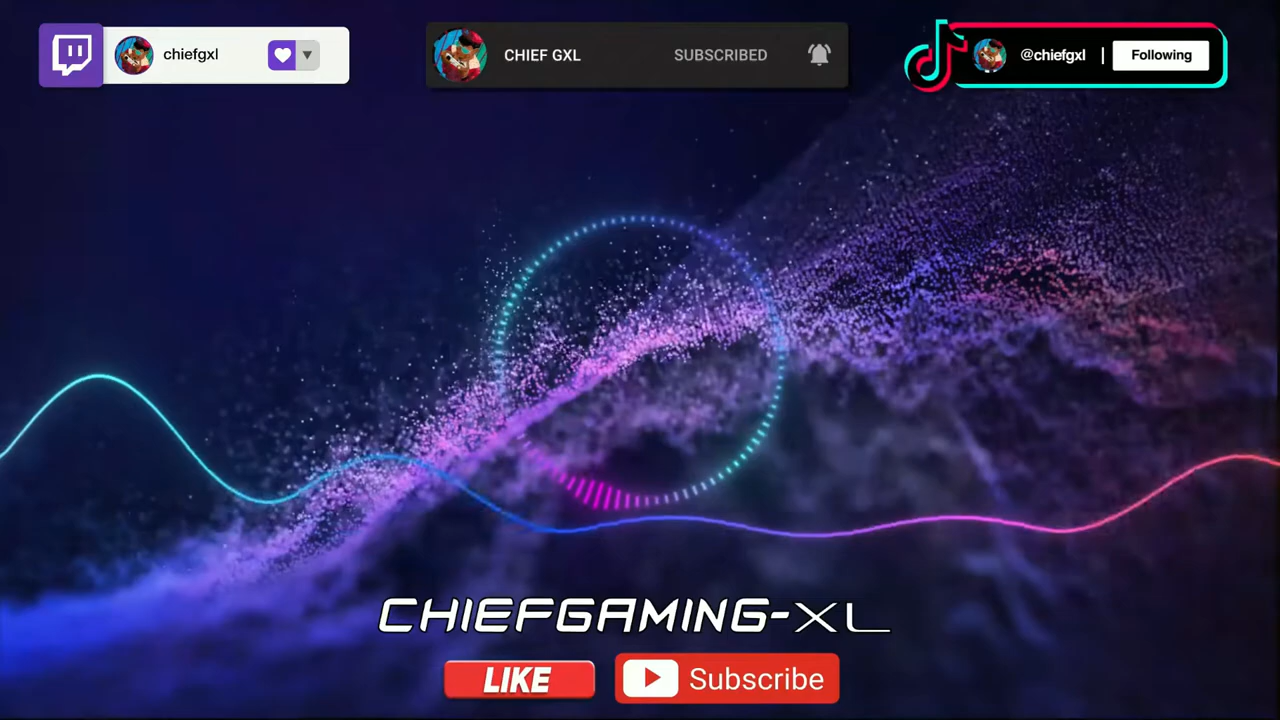 chiefgxl
CHIEF GXL SUBSCRIBED
@chiefgxl | Following
CHIEFGAMING-XL
LIKE
Subscribe